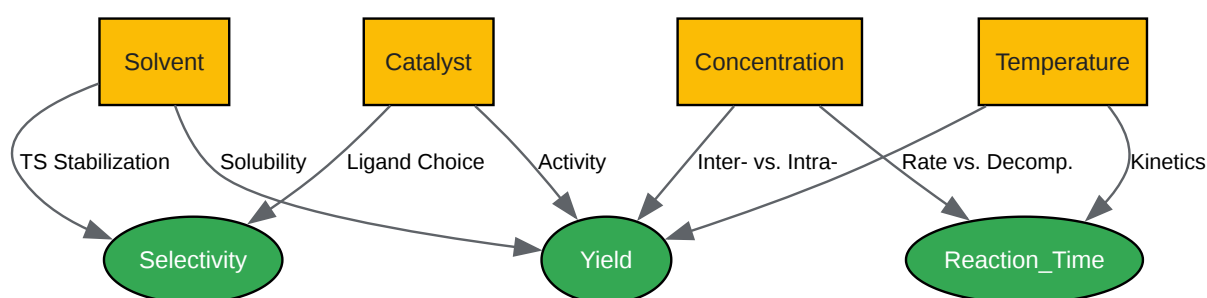 Solvent
Catalyst
Concentration
Temperature
TS Stabilization
Solubility
Ligand Choice
Activity
Inter- vs. Intra-
Rate vs. Decomp.
Kinetics
Selectivity
Yield
Reaction_Time